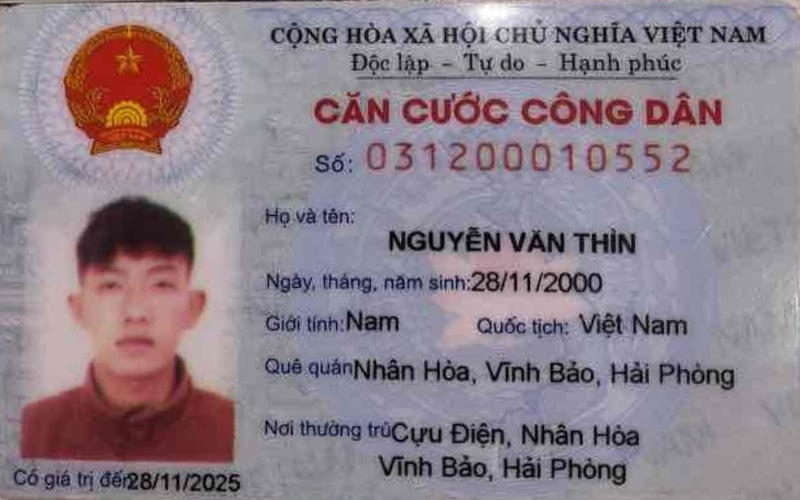 CỘNG HÒA XÃ HỘI CHỦ NGHĨA VIỆT NAM
Độc lập - Tự do - Hạnh phúc
CĂN CƯỚC CÔNG DÂN
Số: 031200010552
Họ và tên:
NGUYỄN VĂN THÌN
Ngày, tháng, năm sinh: 28/11/2000
Giới tính: Nam Quốc tịch: Việt Nam
Quê quán Nhân Hòa, Vĩnh Bảo, Hải Phòng
Nơi thường trú Cựu Điện, Nhân Hòa
Vĩnh Bảo, Hải Phòng
Có giá trị đến 28/11/2025